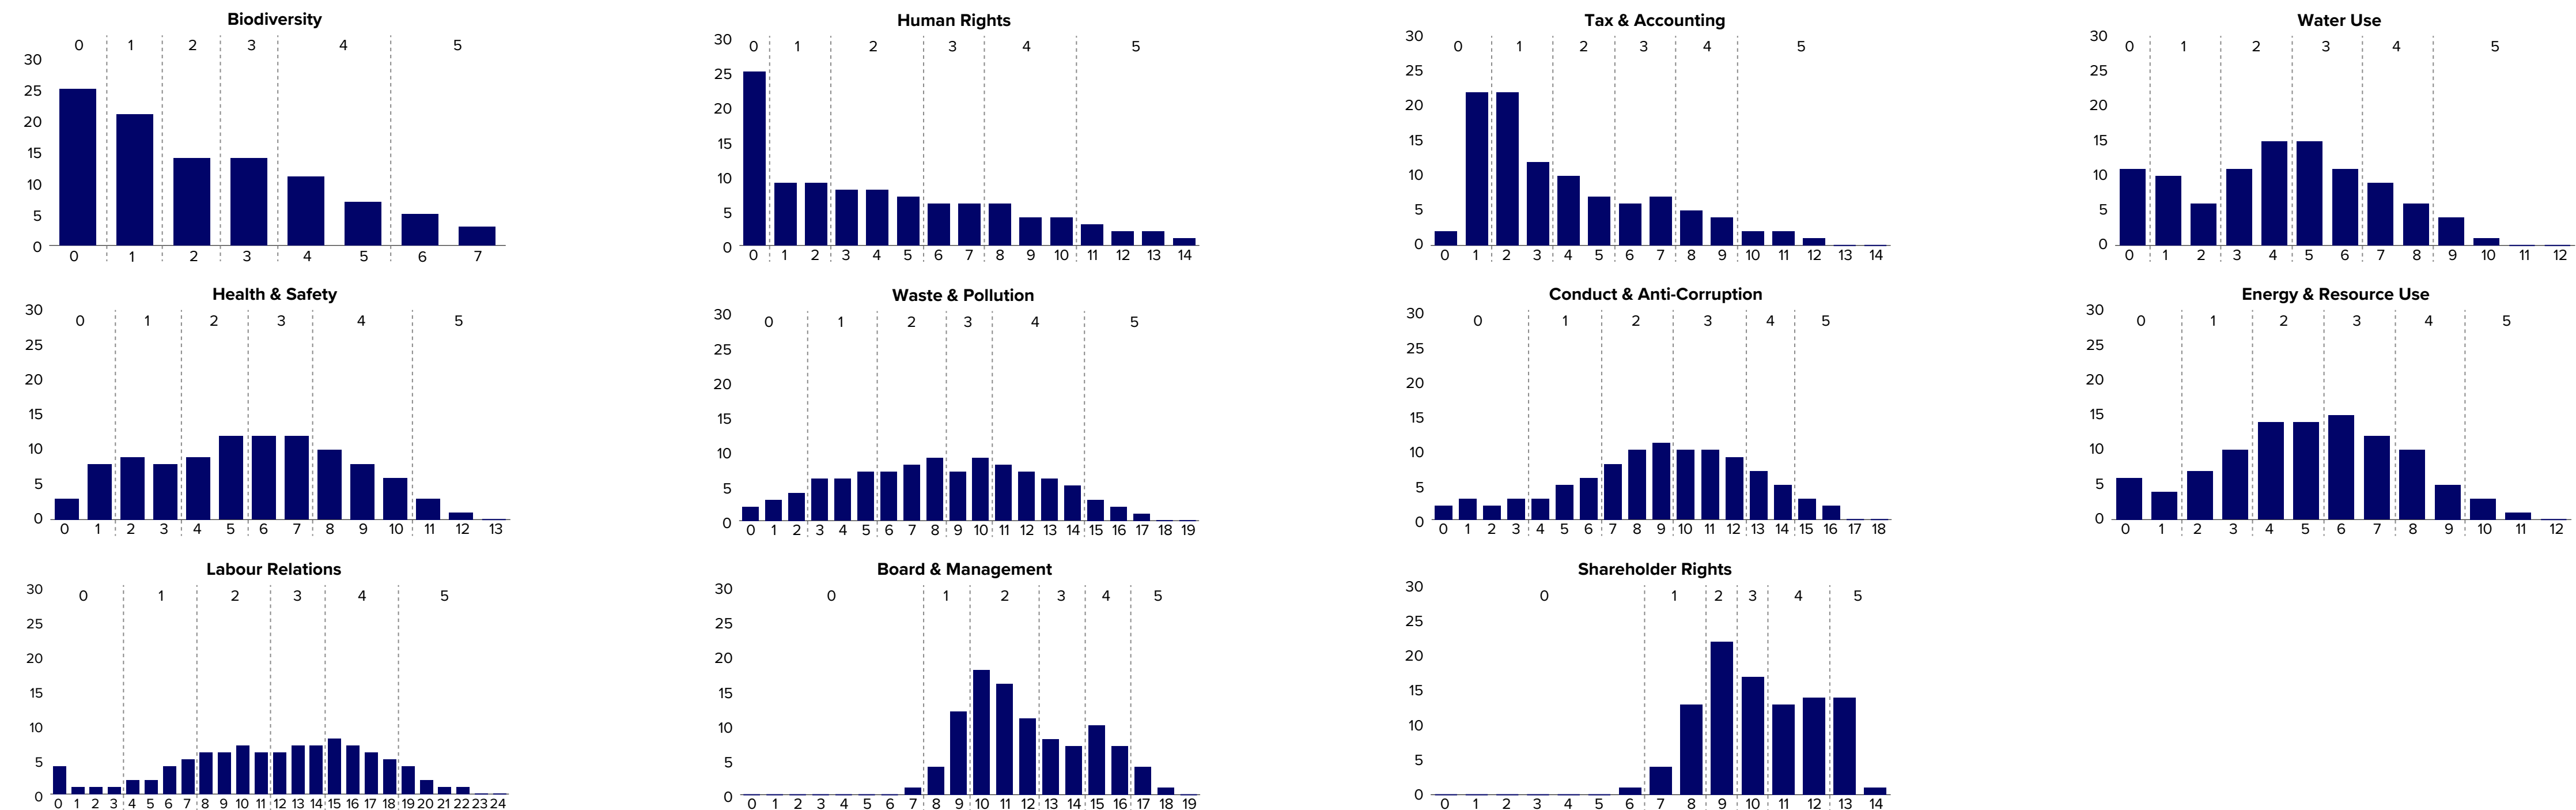 Biodiversity
0 1 2 3 4 5
30
25
20
15
10
5
0
0 1 2 3 4 5 6 7
Human Rights
0 1 2 3 4 5
30
25
20
15
10
5
0
0 1 2 3 4 5 6 7 8 9 10 11 12 13 14
Tax & Accounting
0 1 2 3 4 5
30
25
20
15
10
5
0
0 1 2 3 4 5 6 7 8 9 10 11 12 13 14
Water Use
0 1 2 3 4 5
30
25
20
15
10
5
0
0 1 2 3 4 5 6 7 8 9 10 11 12
Health & Safety
0 1 2 3 4 5
30
25
20
15
10
5
0
0 1 2 3 4 5 6 7 8 9 10 11 12 13
Waste & Pollution
0 1 2 3 4 5
30
25
20
15
10
5
0
0 1 2 3 4 5 6 7 8 9 10 11 12 13 14 15 16 17 18 19
Conduct & Anti-Corruption
0 1 2 3 4 5
30
25
20
15
10
5
0
0 1 2 3 4 5 6 7 8 9 10 11 12 13 14 15 16 17 18
Energy & Resource Use
0 1 2 3 4 5
30
25
20
15
10
5
0
0 1 2 3 4 5 6 7 8 9 10 11 12
Labour Relations
0 1 2 3 4 5
30
25
20
15
10
5
0
0 1 2 3 4 5 6 7 8 9 10 11 12 13 14 15 16 17 18 19 20 21 22 23 24
Board & Management
0 1 2 3 4 5
30
25
20
15
10
5
0
0 1 2 3 4 5 6 7 8 9 10 11 12 13 14 15 16 17 18 19
Shareholder Rights
0 1 2 3 4 5
30
25
20
15
10
5
0
0 1 2 3 4 5 6 7 8 9 10 11 12 13 14